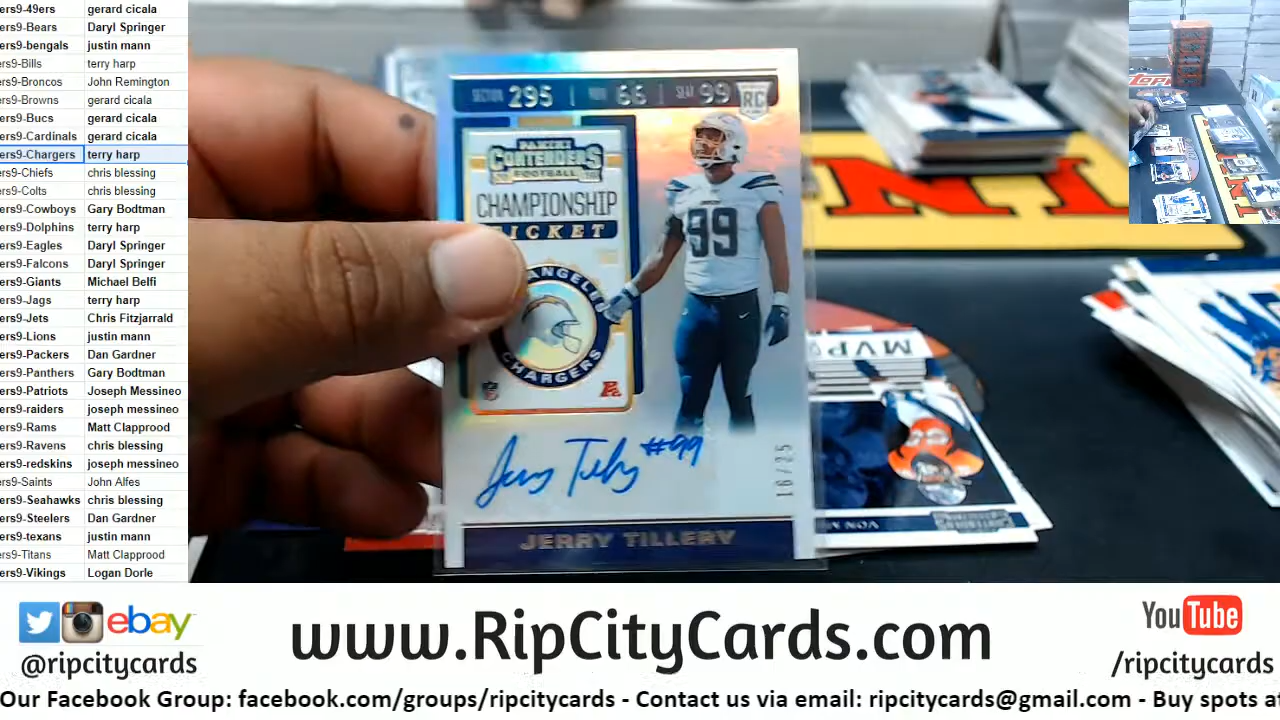 ers9-49ers gerard cicala
ers9-Bears Daryl Springer
ers9-bengals justin mann
ers9-Bills terry harp
ers9-Broncos John Remington
ers9-Browns gerard cicala
ers9-Bucs gerard cicala
ers9-Cardinals gerard cicala
ers9-Chargers terry harp
ers9-Chiefs chris blessing
ers9-Colts chris blessing
ers9-Cowboys Gary Bodtman
ers9-Dolphins terry harp
ers9-Eagles Daryl Springer
ers9-Falcons Daryl Springer
ers9-Giants Michael Belfi
ers9-Jags terry harp
ers9-Jets Chris Fitzjarrald
ers9-Lions justin mann
ers9-Packers Dan Gardner
ers9-Panthers Gary Bodtman
ers9-Patriots Joseph Messineo
ers9-raiders joseph messineo
ers9-Rams Matt Clapprood
ers9-Ravens chris blessing
ers9-redskins joseph messineo
ers9-Saints John Alfes
ers9-Seahawks chris blessing
ers9-Steelers Dan Gardner
ers9-texans justin mann
ers9-Titans Matt Clapprood
ers9-Vikings Logan Dorle
SECTION 295 | ROW 66 | SEAT 99 RC
PANINI
CONTENDERS
FOOTBALL
CHAMPIONSHIP
TICKET
ANGELES
CHARGERS
99
Jerry Tillery #99
16/25
JERRY TILLERY
MVP
VON
ebay
@ripcitycards
www.RipCityCards.com
YouTube
/ripcitycards
Our Facebook Group: facebook.com/groups/ripcitycards - Contact us via email: ripcitycards@gmail.com - Buy spots a